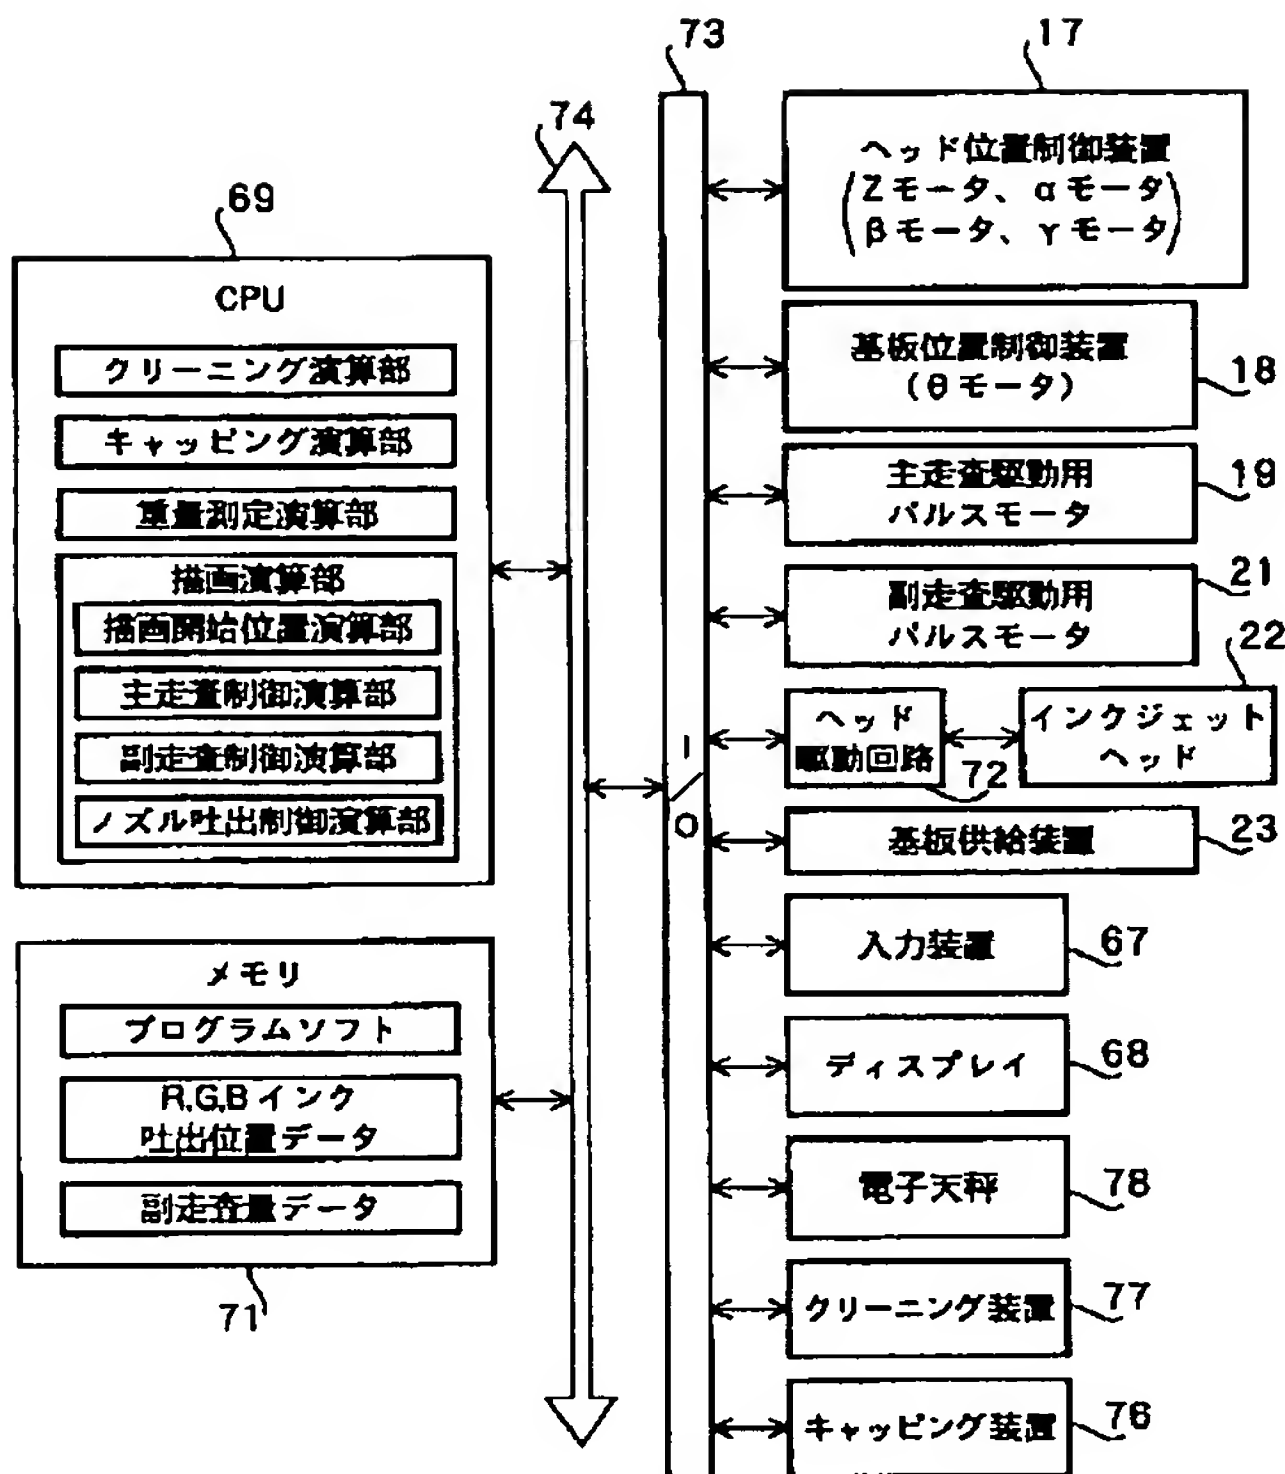 73
17
74
ヘッド位置制御装置
Zモータ、αモータ
βモータ、γモータ
69
CPU
クリーニング演算部
キャッピング演算部
重量測定演算部
描画演算部
描画開始位置演算部
主走査制御演算部
副走査制御演算部
ノズル吐出制御演算部
基板位置制御装置
(θモータ)
18
主走査駆動用
パルスモータ
19
副走査駆動用
パルスモータ
21
22
ヘッド
駆動回路
72
インクジェット
ヘッド
I/O
基板供給装置
23
メモリ
プログラムソフト
R,G,Bインク
吐出位置データ
副走査量データ
71
入力装置
67
ディスプレイ
68
電子天秤
78
クリーニング装置
77
キャッピング装置
76